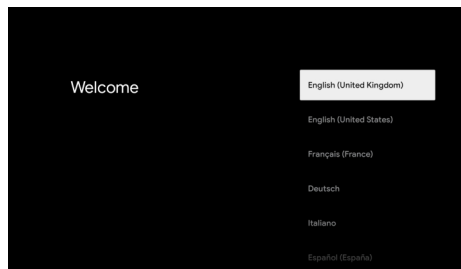 Welcome
English (United Kingdom)
English (United States)
Français (France)
Deutsch
Italiano
Español (España)